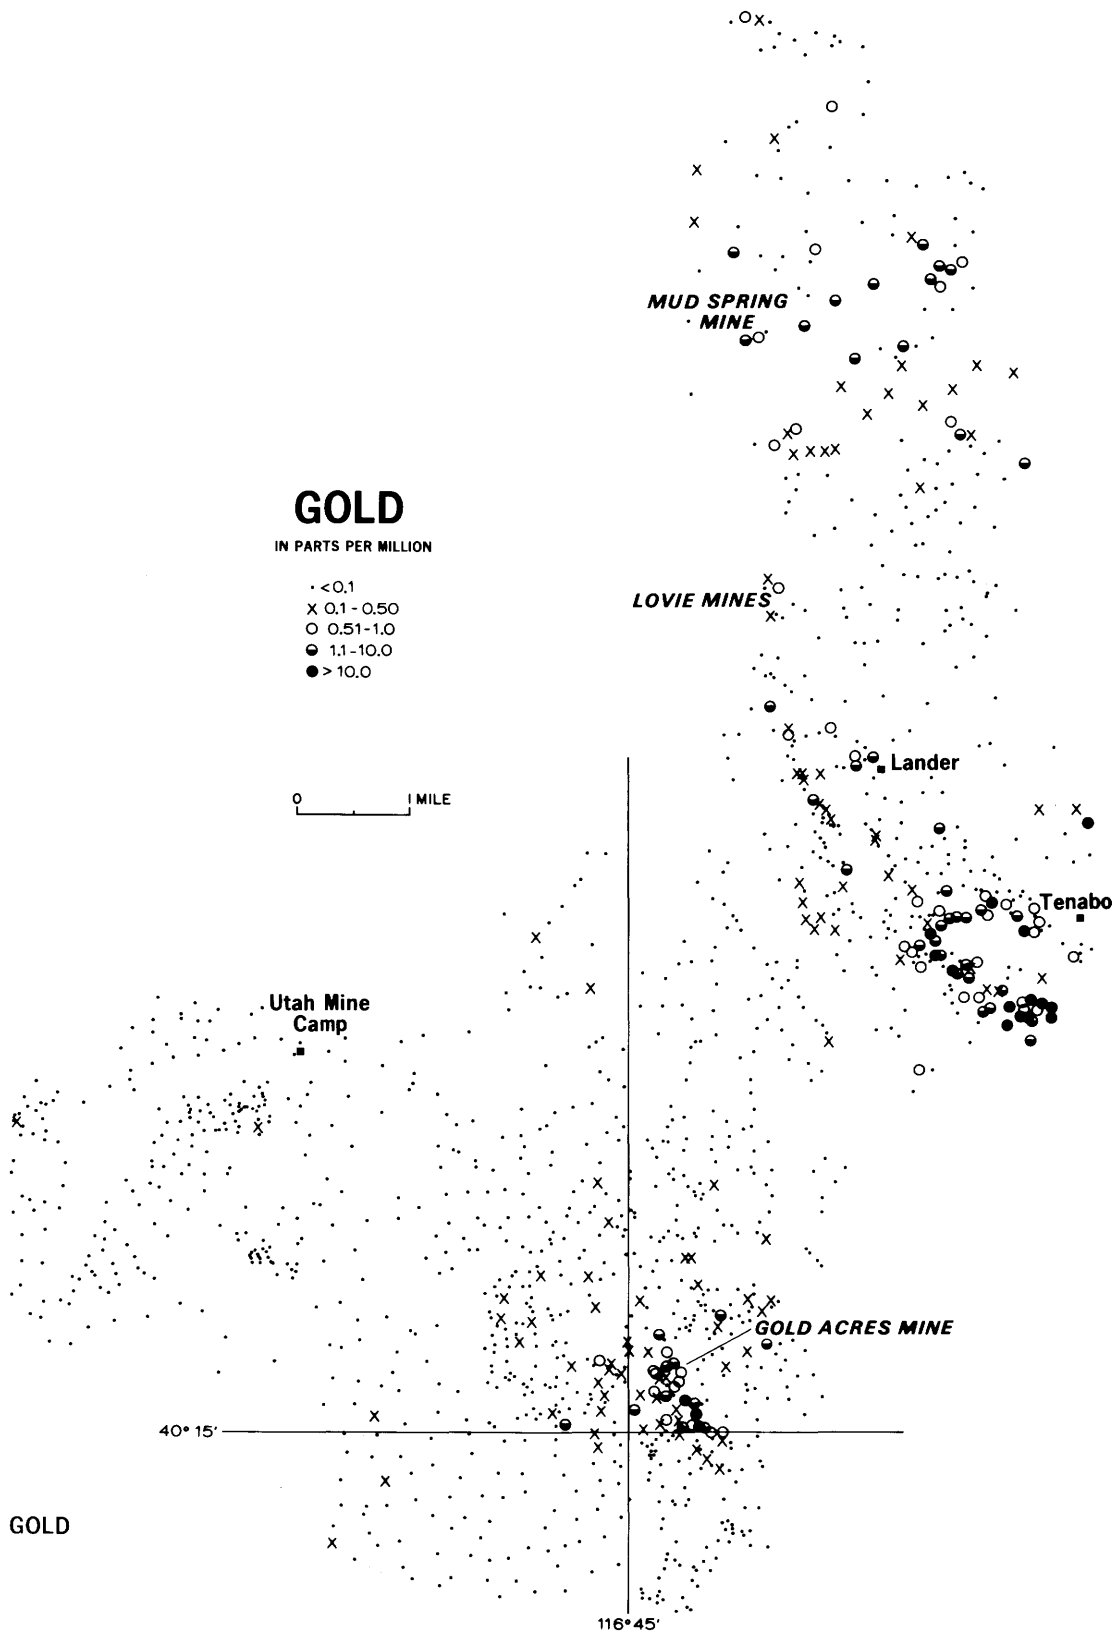 MUD SPRING
MINE
GOLD
IN PARTS PER MILLION
· <0.1
x 0.1 - 0.50
○ 0.51-1.0
◒ 1.1-10.0
● > 10.0
LOVIE MINES
Lander
0 1 MILE
Tenabo
Utah Mine
Camp
GOLD ACRES MINE
40° 15'
GOLD
116° 45'